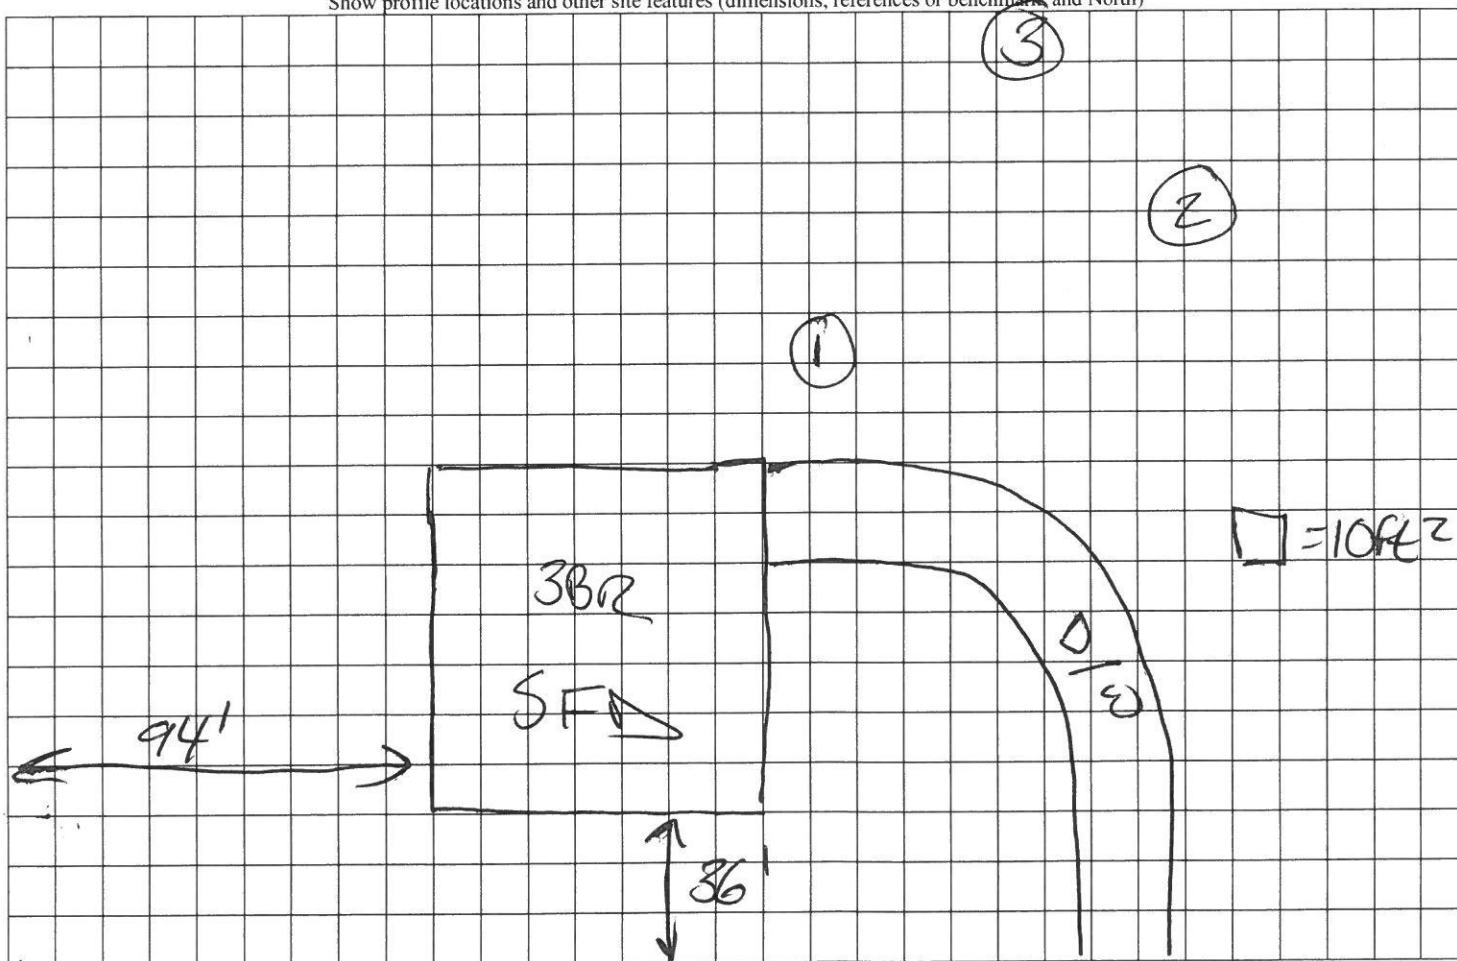 Show profile locations and other site features (dimensions, references or benchmark, and North)
3
2
1
□ = 10ft²
3BR
SFD
D/W
94'
36'